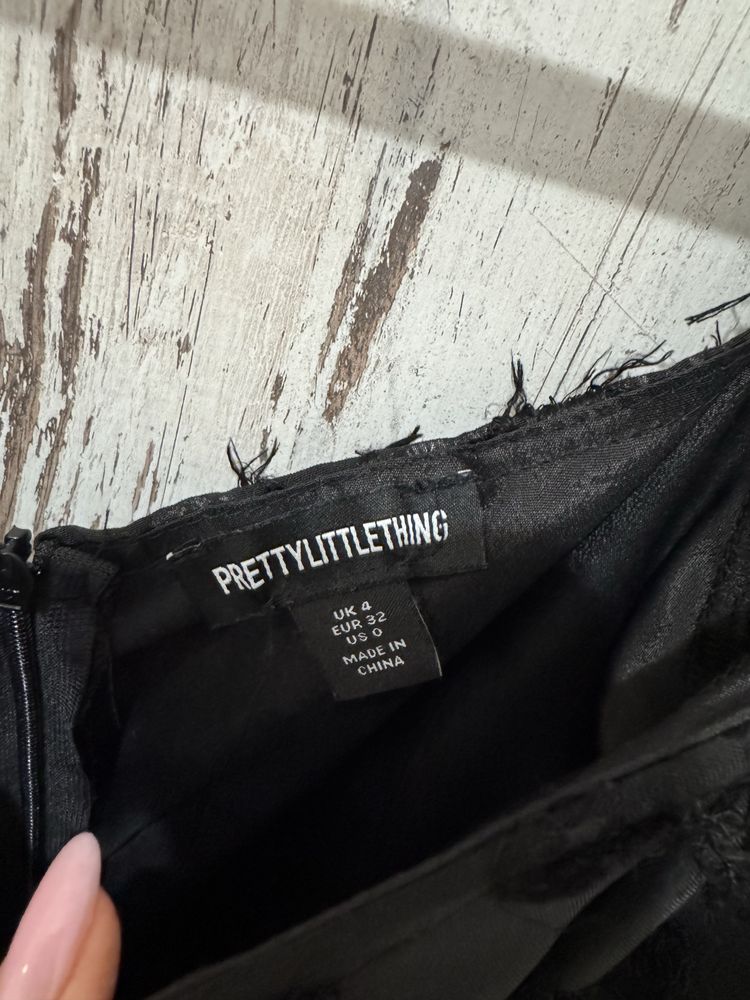 PRETTYLITTLETHING
UK 4
EUR 32
US 0
MADE IN
CHINA